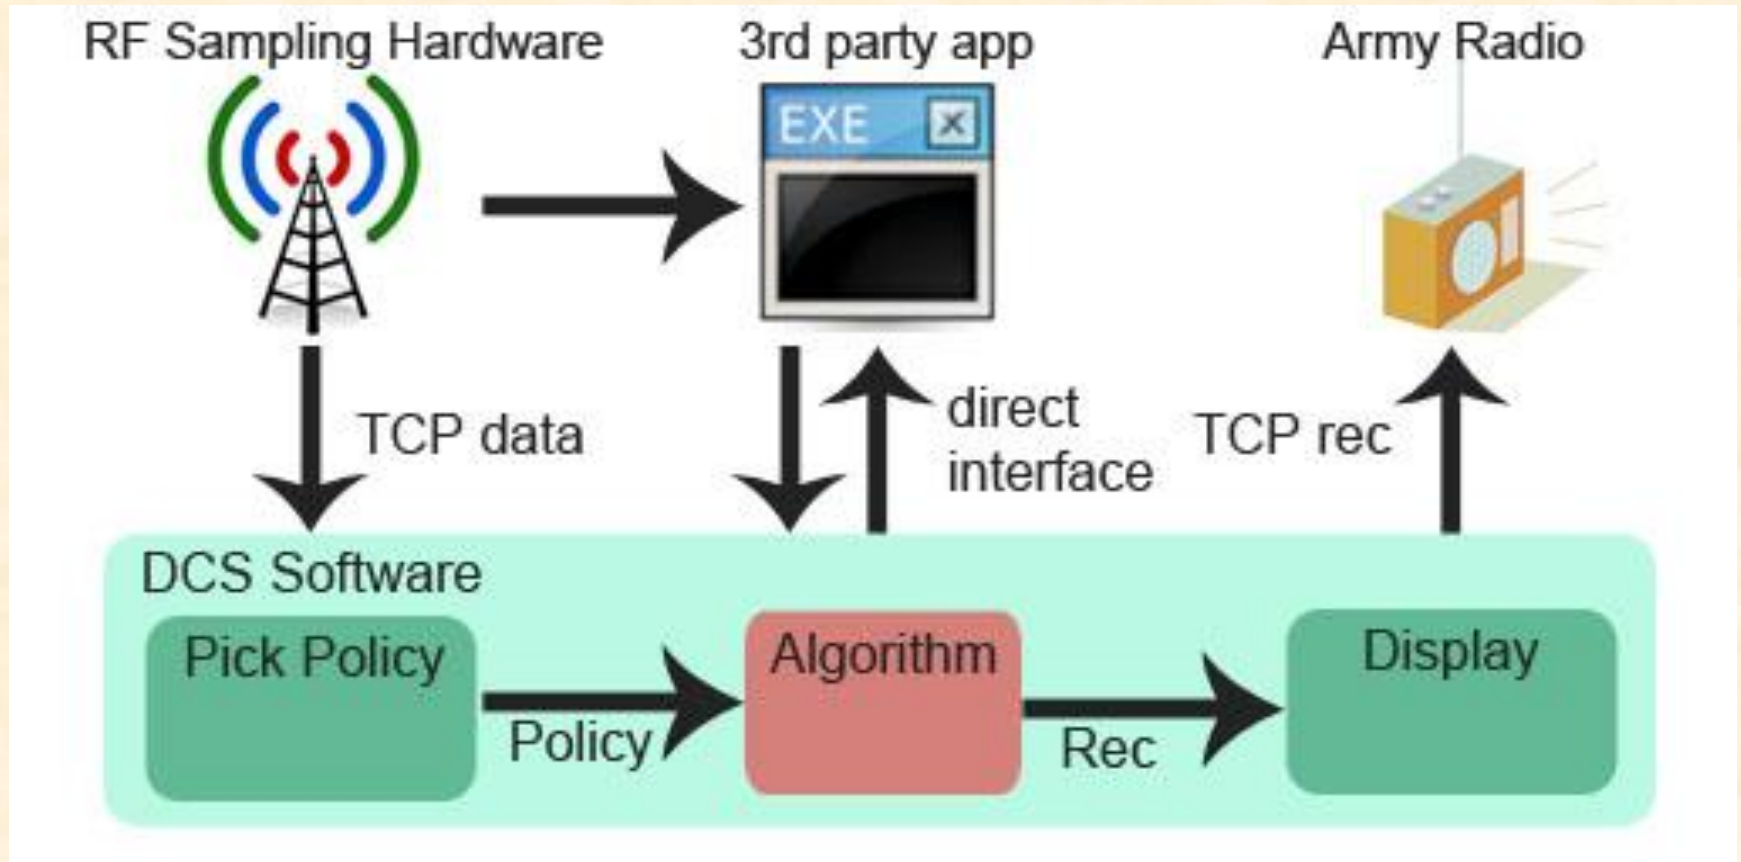 RF Sampling Hardware
3rd party app
Army Radio
EXE
TCP data
direct
interface
TCP rec
DCS Software
Pick Policy
Policy
Algorithm
Rec
Display